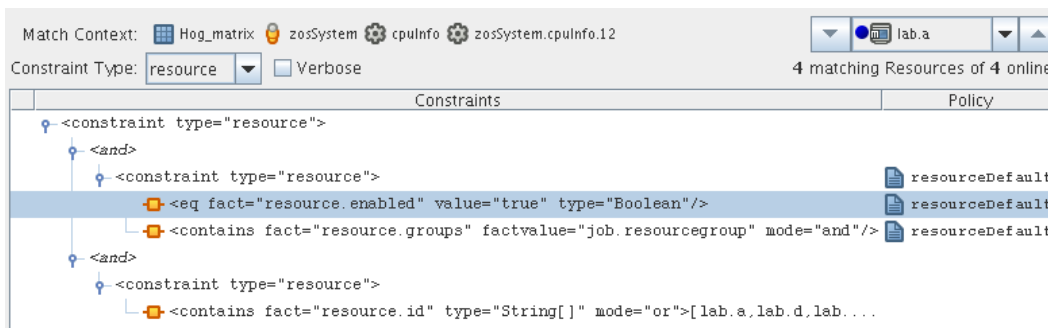 Match Context: Hog_matrix zosSystem cpuInfo zosSystem.cpuInfo.12 lab.a
Constraint Type: resource Verbose 4 matching Resources of 4 online
Constraints Policy
<constraint type="resource">
<and>
<constraint type="resource"> resourceDefault
<eq fact="resource.enabled" value="true" type="Boolean"/> resourceDefault
<contains fact="resource.groups" factvalue="job.resourcegroup" mode="and"/> resourceDefault
<and>
<constraint type="resource">
<contains fact="resource.id" type="String[]" mode="or">[lab.a,lab.d,lab....